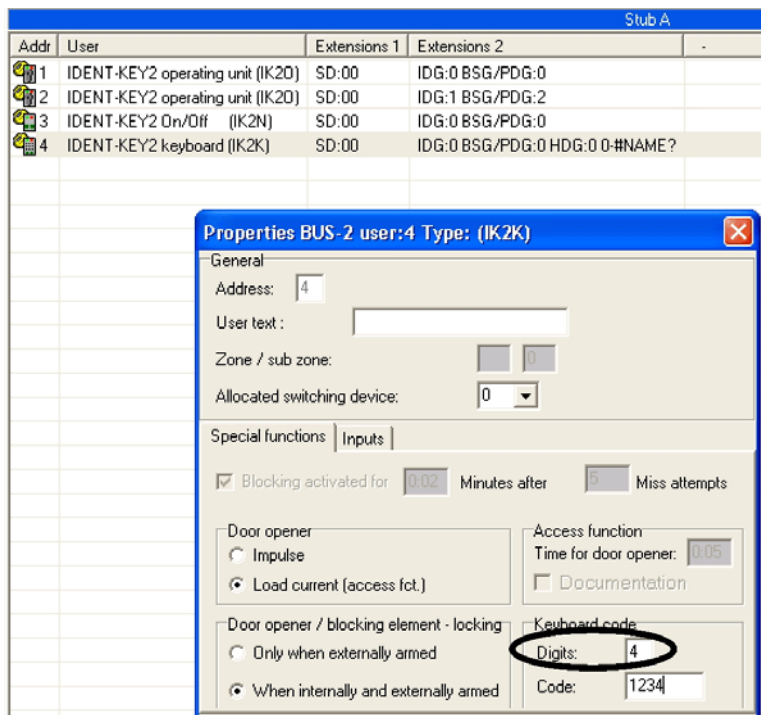 Stub A
Addr User Extensions 1 Extensions 2 -
1 IDENT-KEY2 operating unit (IK2O) SD:00 IDG:0 BSG/PDG:0
2 IDENT-KEY2 operating unit (IK2O) SD:00 IDG:1 BSG/PDG:2
3 IDENT-KEY2 On/Off (IK2N) SD:00 IDG:0 BSG/PDG:0
4 IDENT-KEY2 keyboard (IK2K) SD:00 IDG:0 BSG/PDG:0 HDG:0 0-#NAME?
Properties BUS-2 user:4 Type: (IK2K)
General
Address: 4
User text :
Zone / sub zone: 0
Allocated switching device: 0
Special functions Inputs
Blocking activated for 0:02 Minutes after 5 Miss attempts
Door opener Access function
Impulse Time for door opener: 0:05
Load current (access fct.) Documentation
Door opener / blocking element - locking Keyboard code
Only when externally armed Digits: 4
When internally and externally armed Code: 1234